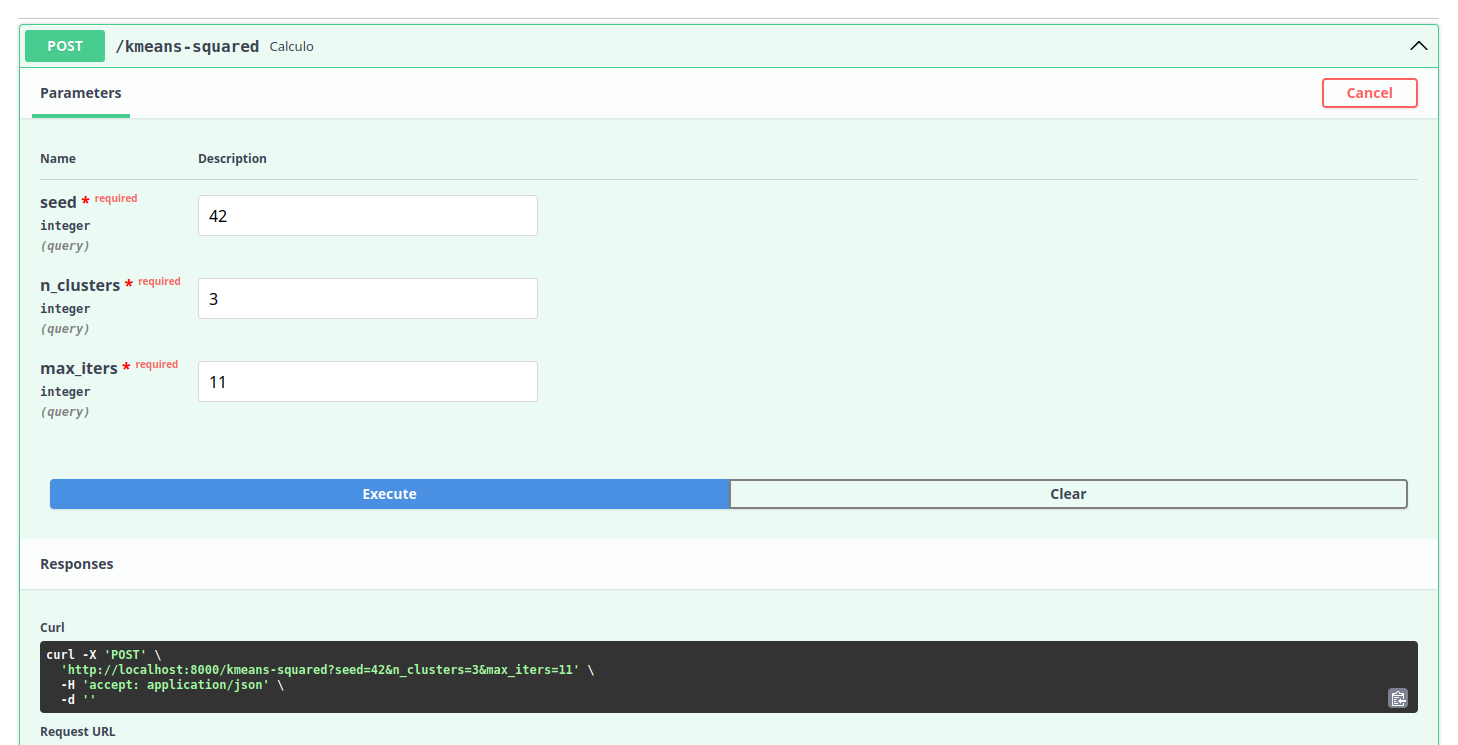 POST /kmeans-squared Calculo
Parameters
Cancel
Name Description
seed * required
integer
(query)
42
n_clusters * required
integer
(query)
3
max_iters * required
integer
(query)
11
Execute
Clear
Responses
Curl
curl -X 'POST' \
  'http://localhost:8000/kmeans-squared?seed=42&n_clusters=3&max_iters=11' \
  -H 'accept: application/json' \
  -d ''
Request URL